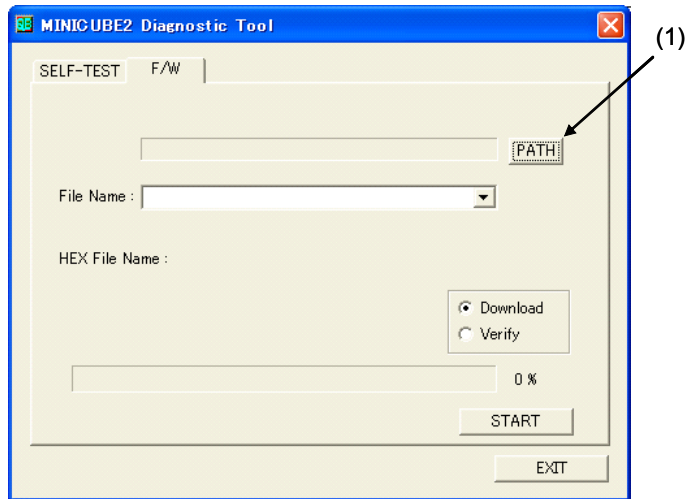 MINICUBE2 Diagnostic Tool
(1)
SELF-TEST F/W
PATH
File Name :
HEX File Name :
Download
Verify
0 %
START
EXIT